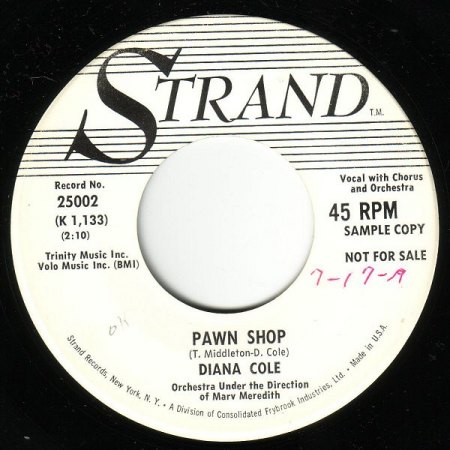 STRAND
T.M.
Record No.
25002
(K 1,133)
(2:10)
Trinity Music Inc.
Volo Music Inc. (BMI)
Vocal with Chorus
and Orchestra
45 RPM
SAMPLE COPY
NOT FOR SALE
7-17-A
PAWN SHOP
(T. Middleton-D. Cole)
DIANA COLE
Orchestra Under the Direction
of Marv Meredith
Strand Records, New York, N. Y. - A Division of Consolidated Frybrook Industries Ltd. - Made in U.S.A.